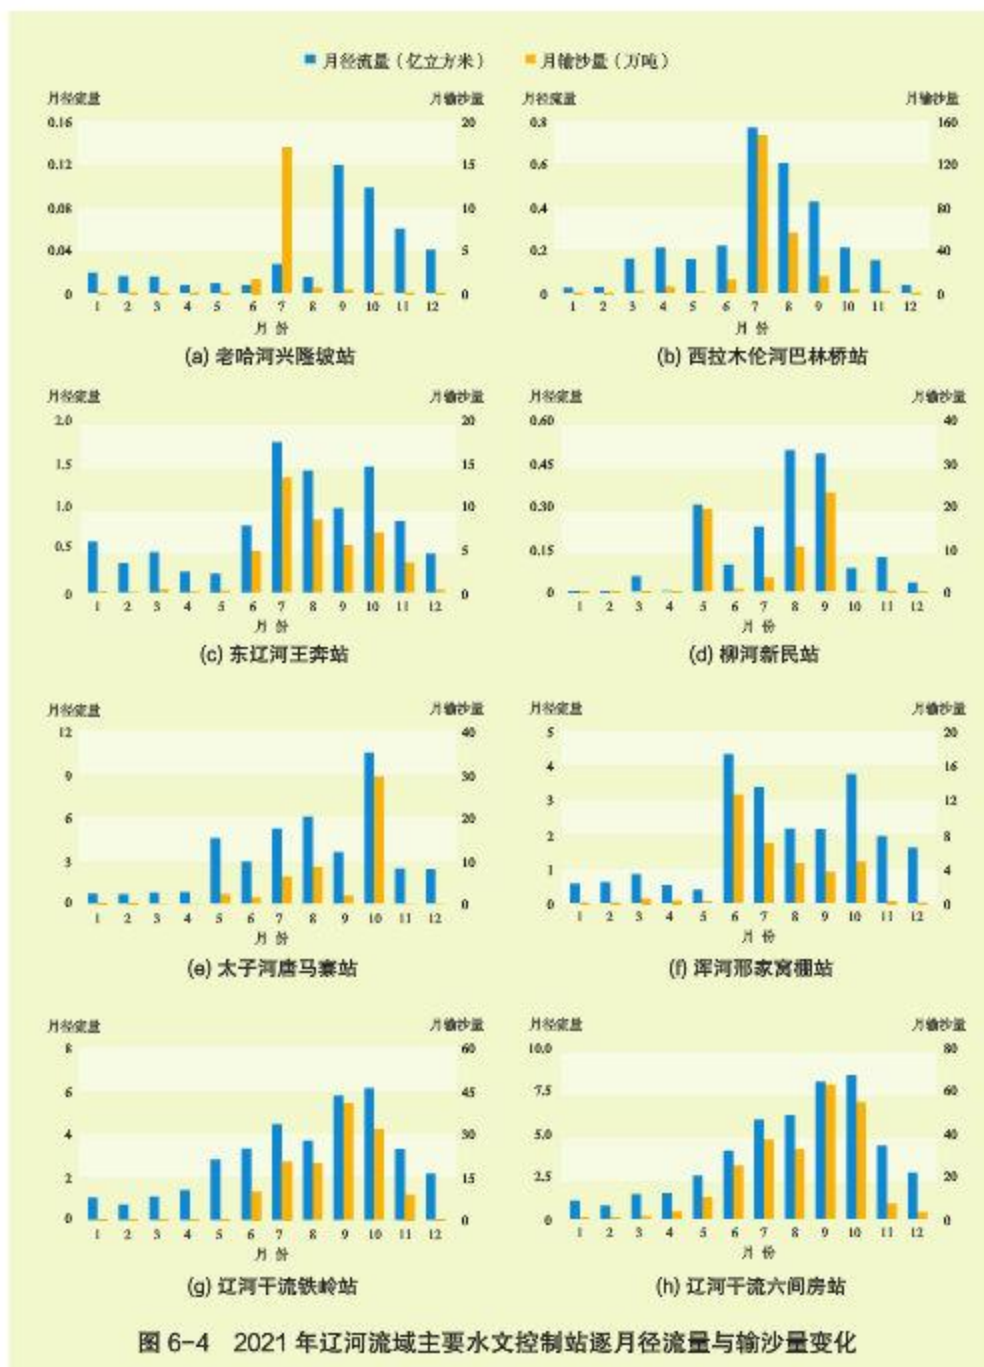 月径流量（亿立方米） 月输沙量（万吨）
月径流量 月输沙量 月径流量 月输沙量
0.16 20 0.8 160
0.12 15 0.6 120
0.08 10 0.4 80
0.04 5 0.2 40
0 0 0 0
1 2 3 4 5 6 7 8 9 10 11 12 1 2 3 4 5 6 7 8 9 10 11 12
月 份 月 份
(a) 老哈河兴隆坡站 (b) 西拉木伦河巴林桥站
月径流量 月输沙量 月径流量 月输沙量
2.0 20 0.60 40
1.5 15 0.45 30
1.0 10 0.30 20
0.5 5 0.15 10
0 0 0 0
1 2 3 4 5 6 7 8 9 10 11 12 1 2 3 4 5 6 7 8 9 10 11 12
月 份 月 份
(c) 东辽河王奔站 (d) 柳河新民站
月径流量 月输沙量 月径流量 月输沙量
12 40 5 20
9 30 4 16
6 20 3 12
3 10 2 8
0 0 1 4
0 0
1 2 3 4 5 6 7 8 9 10 11 12 1 2 3 4 5 6 7 8 9 10 11 12
月 份 月 份
(e) 太子河唐马寨站 (f) 浑河邢家窝棚站
月径流量 月输沙量 月径流量 月输沙量
8 60 10.0 80
6 45 7.5 60
4 30 5.0 40
2 15 2.5 20
0 0 0 0
1 2 3 4 5 6 7 8 9 10 11 12 1 2 3 4 5 6 7 8 9 10 11 12
月 份 月 份
(g) 辽河干流铁岭站 (h) 辽河干流六间房站
图 6-4 2021 年辽河流域主要水文控制站逐月径流量与输沙量变化